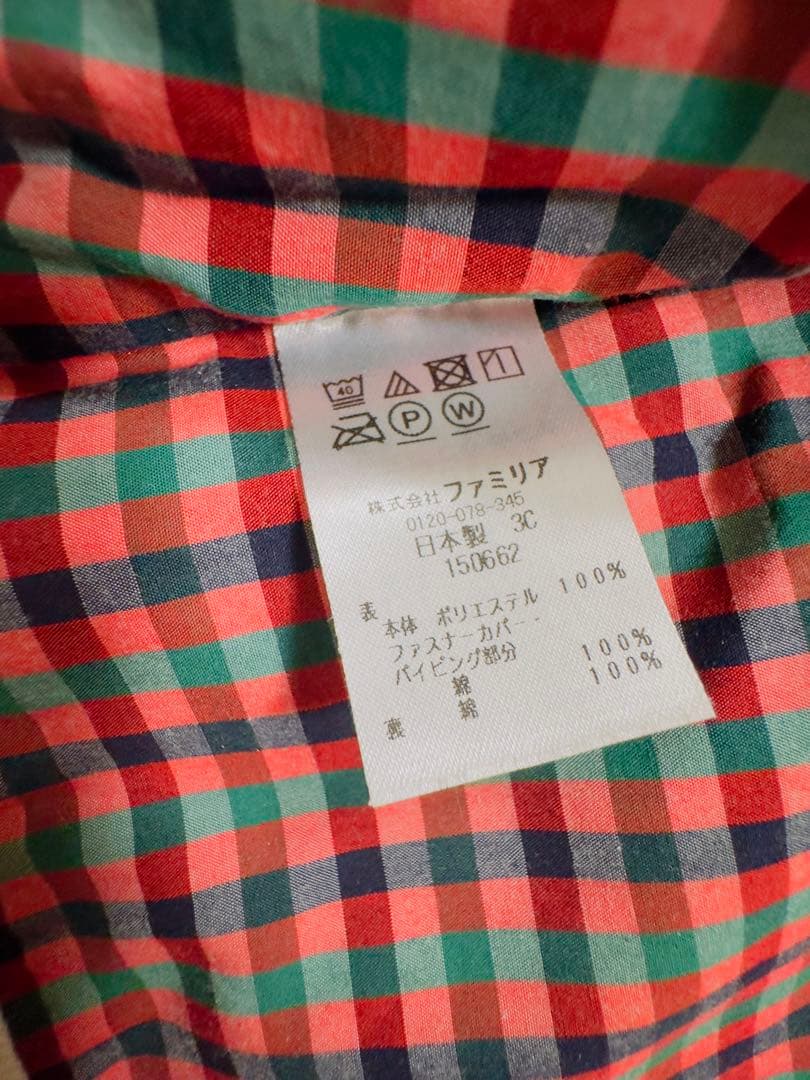 40
P W
株式会社 ファミリア
0120-078-345
日本製 3C
150662
表 本体 ポリエステル 100%
ファスナーカバー・
パイピング部分
綿 100%
裏 綿 100%